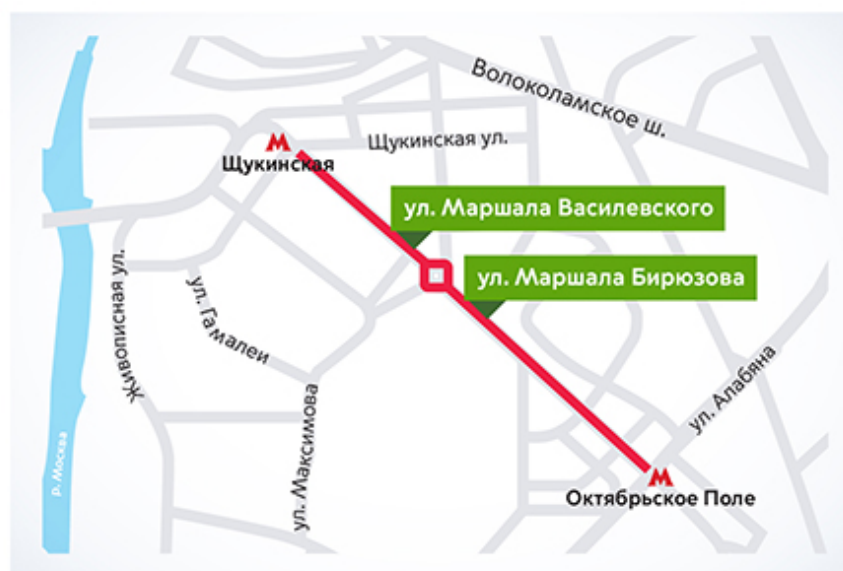 Волоколамское ш.
Щукинская ул.
М
Щукинская
ул. Маршала Василевского
ул. Маршала Бирюзова
Живописная ул.
ул. Гамалеи
ул. Максимова
ул. Алабяна
р. Москва
М
Октябрьское Поле